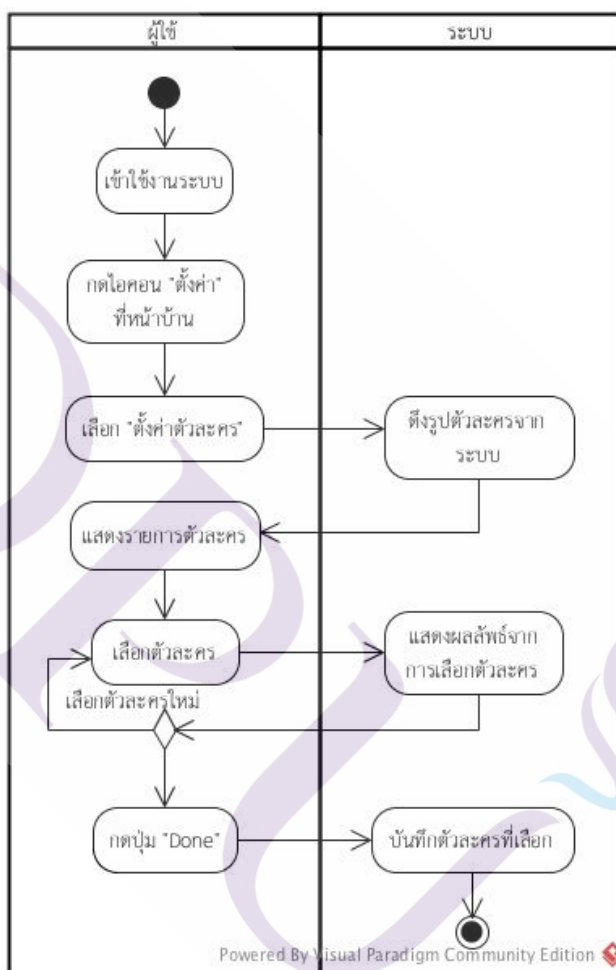 ผู้ใช้
ระบบ
เข้าใช้งานระบบ
กดไอคอน "ตั้งค่า"
ที่หน้าบ้าน
เลือก "ตั้งค่าตัวละคร"
ดึงรูปตัวละครจาก
ระบบ
แสดงรายการตัวละคร
เลือกตัวละคร
แสดงผลลัพธ์จาก
การเลือกตัวละคร
เลือกตัวละครใหม่
กดปุ่ม "Done"
บันทึกตัวละครที่เลือก
Powered By Visual Paradigm Community Edition